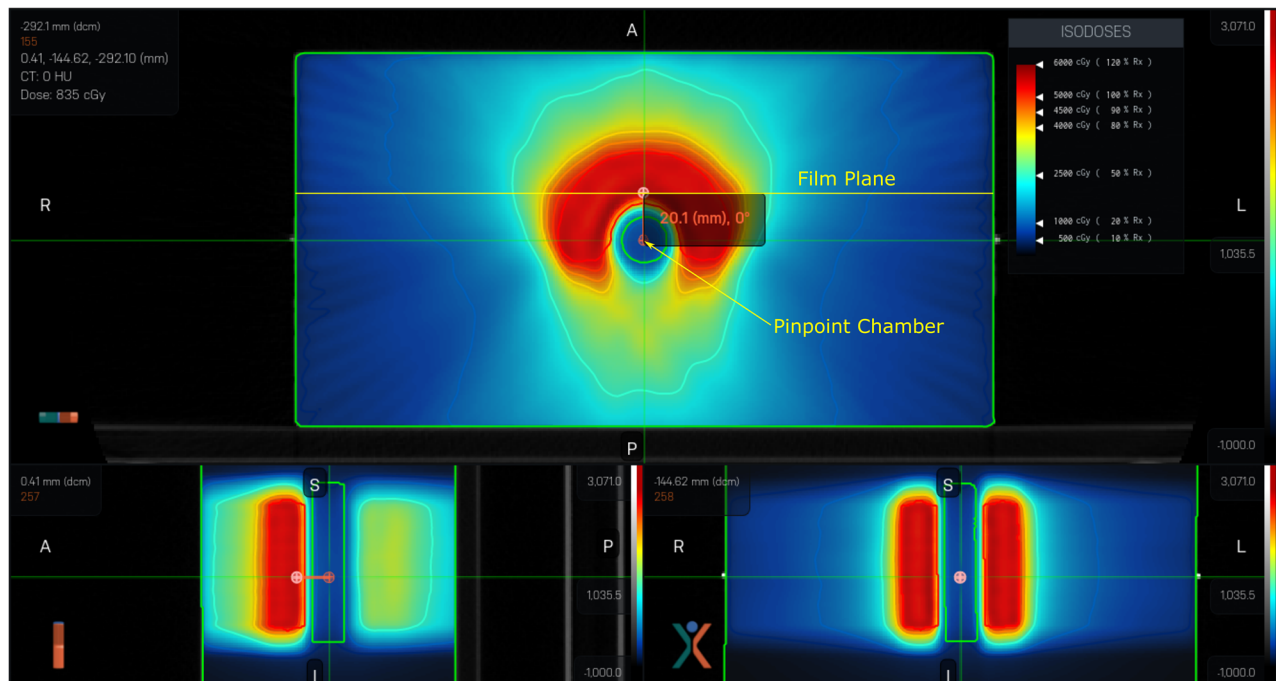 -292.1 mm (dcm)
155
0.41, -144.62, -292.10 (mm)
CT: 0 HU
Dose: 835 cGy
A
3,071.0
ISODOSES
6000 cGy ( 120 % Rx )
5000 cGy ( 100 % Rx )
4500 cGy ( 90 % Rx )
4000 cGy ( 80 % Rx )
2500 cGy ( 50 % Rx )
1000 cGy ( 20 % Rx )
500 cGy ( 10 % Rx )
Film Plane
R
L
20.1 (mm), 0°
1,035.5
Pinpoint Chamber
P
-1,000.0
0.41 mm (dcm)
257
S
3,071.0
A
P
1,035.5
I
-1,000.0
-144.62 mm (dcm)
258
S
3,071.0
R
L
1,035.5
I
-1,000.0